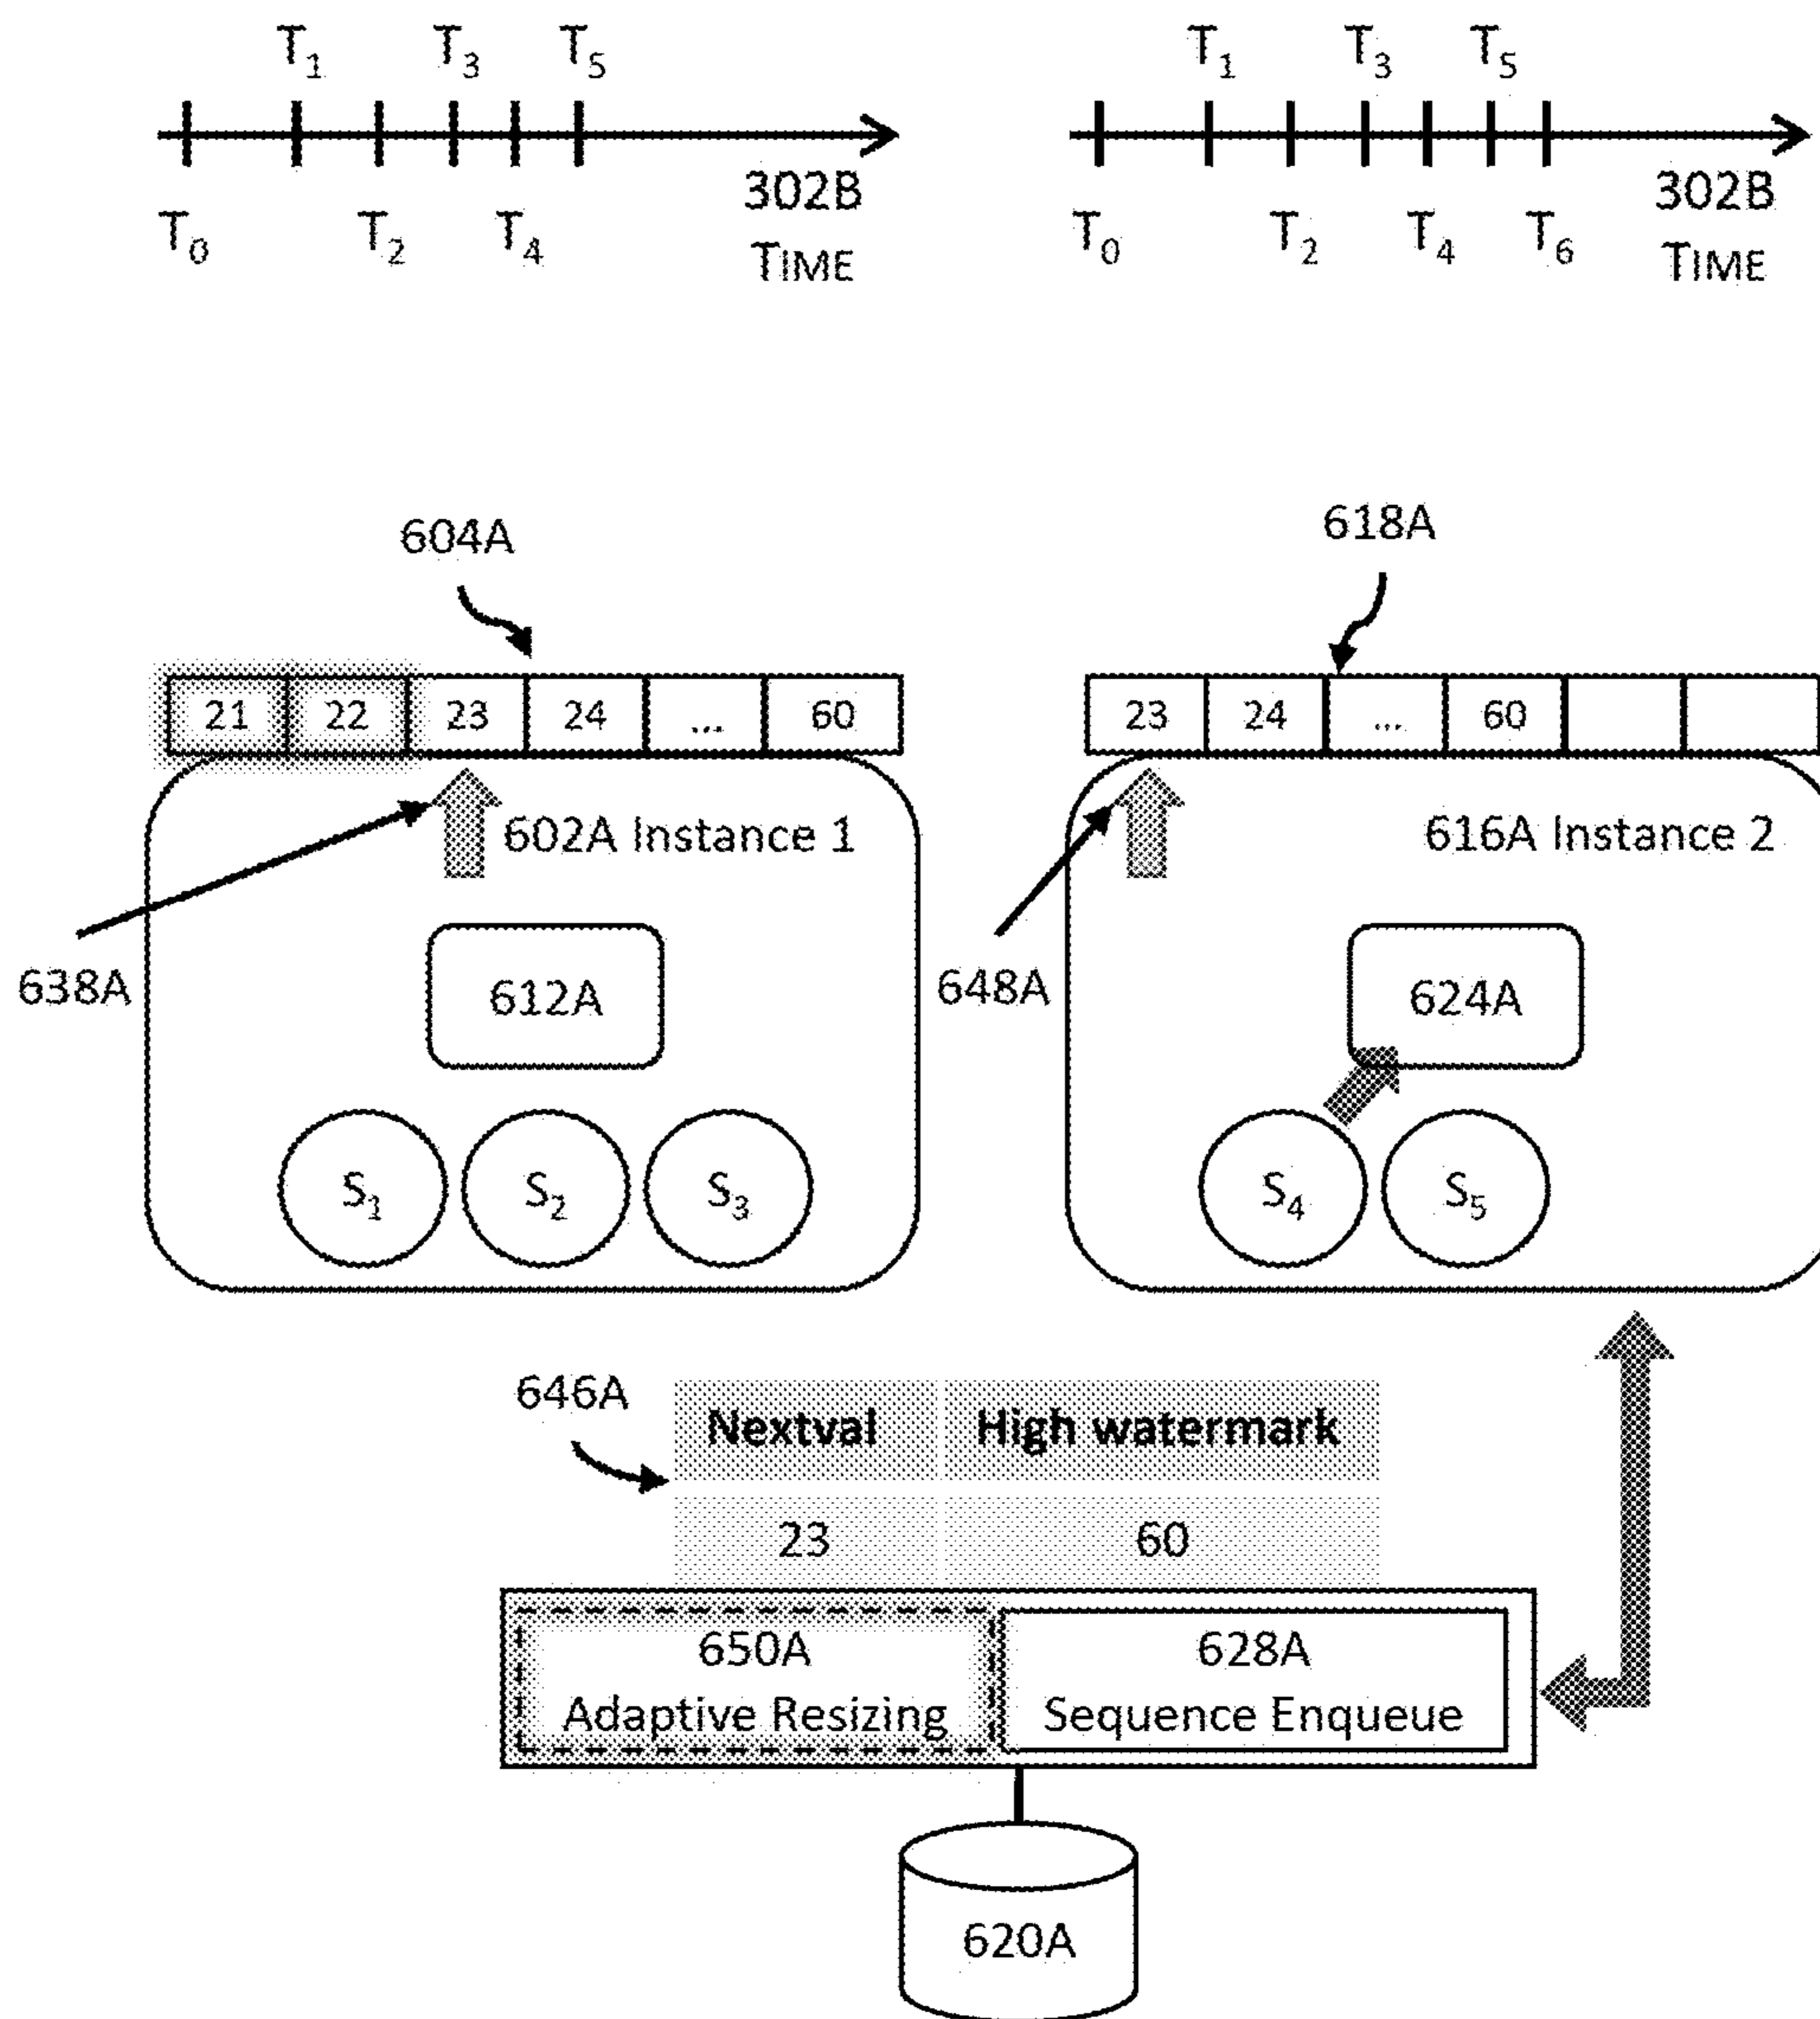 T1 T3 T5 T1 T3 T5
302B 302B
T0 T2 T4 T0 T2 T4 T6
TIME TIME
604A 618A
21 22 23 24 ... 60 23 24 ... 60
602A Instance 1 616A Instance 2
638A 612A 648A 624A
S1 S2 S3 S4 S5
646A
Nextval High watermark
23 60
650A 628A
Adaptive Resizing Sequence Enqueue
620A